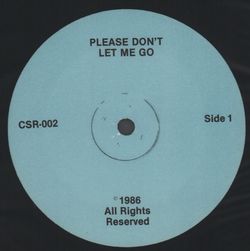 PLEASE DON'T
LET ME GO
CSR-002
Side 1
©1986
All Rights
Reserved